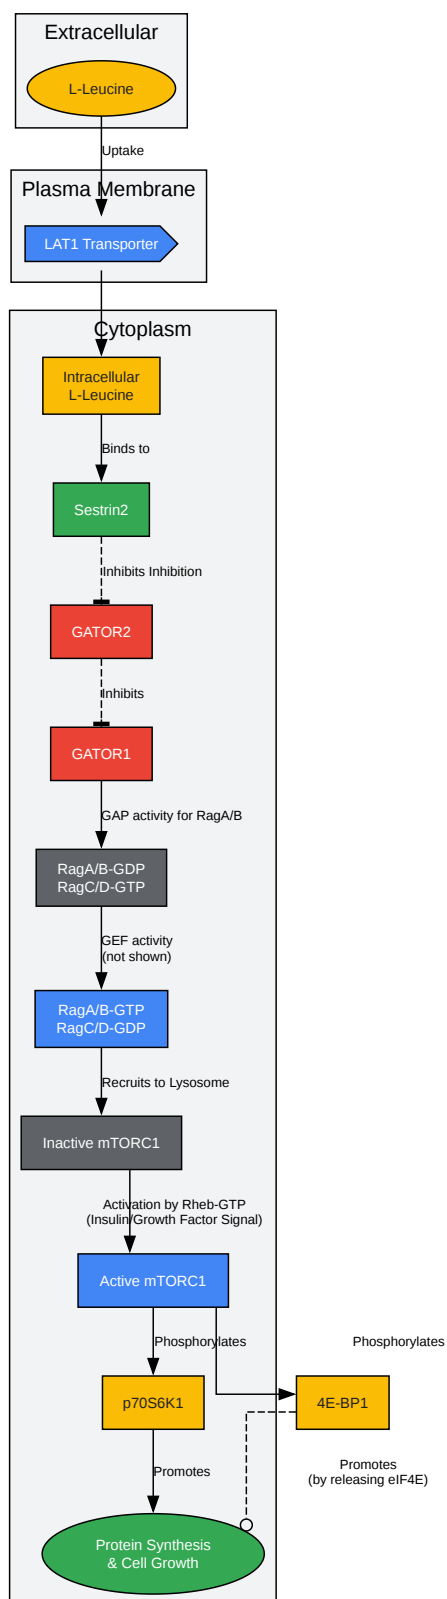 Extracellular
L-Leucine
Uptake
Plasma Membrane
LAT1 Transporter
Cytoplasm
Intracellular
L-Leucine
Binds to
Sestrin2
Inhibits Inhibition
GATOR2
Inhibits
GATOR1
GAP activity for RagA/B
RagA/B-GDP
RagC/D-GTP
GEF activity
(not shown)
RagA/B-GTP
RagC/D-GDP
Recruits to Lysosome
Inactive mTORC1
Activation by Rheb-GTP
(Insulin/Growth Factor Signal)
Active mTORC1
Phosphorylates
Phosphorylates
p70S6K1
4E-BP1
Promotes
Promotes
(by releasing eIF4E)
Protein Synthesis
& Cell Growth